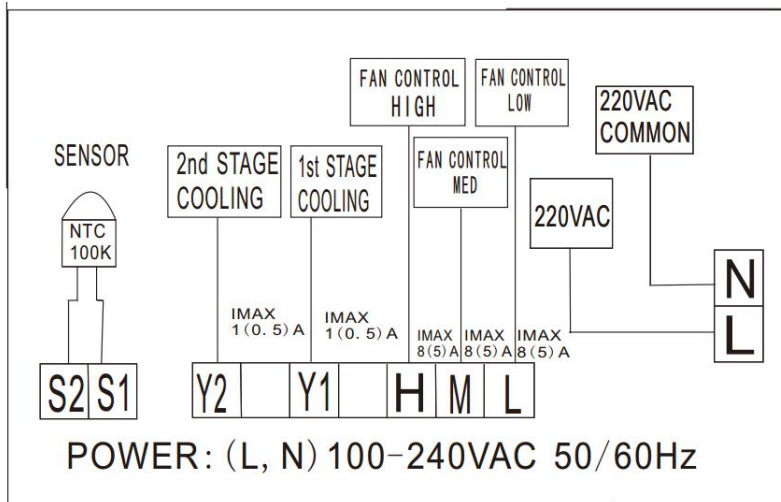 FAN CONTROL
HIGH
FAN CONTROL
LOW
220VAC
COMMON
SENSOR
2nd STAGE
COOLING
1st STAGE
COOLING
FAN CONTROL
MED
NTC
100K
220VAC
N
L
IMAX
1(0.5)A
IMAX
1(0.5)A
IMAX
8(5)A
IMAX
8(5)A
IMAX
8(5)A
S2 S1
Y2 Y1 H M L
POWER: (L, N) 100-240VAC 50/60Hz